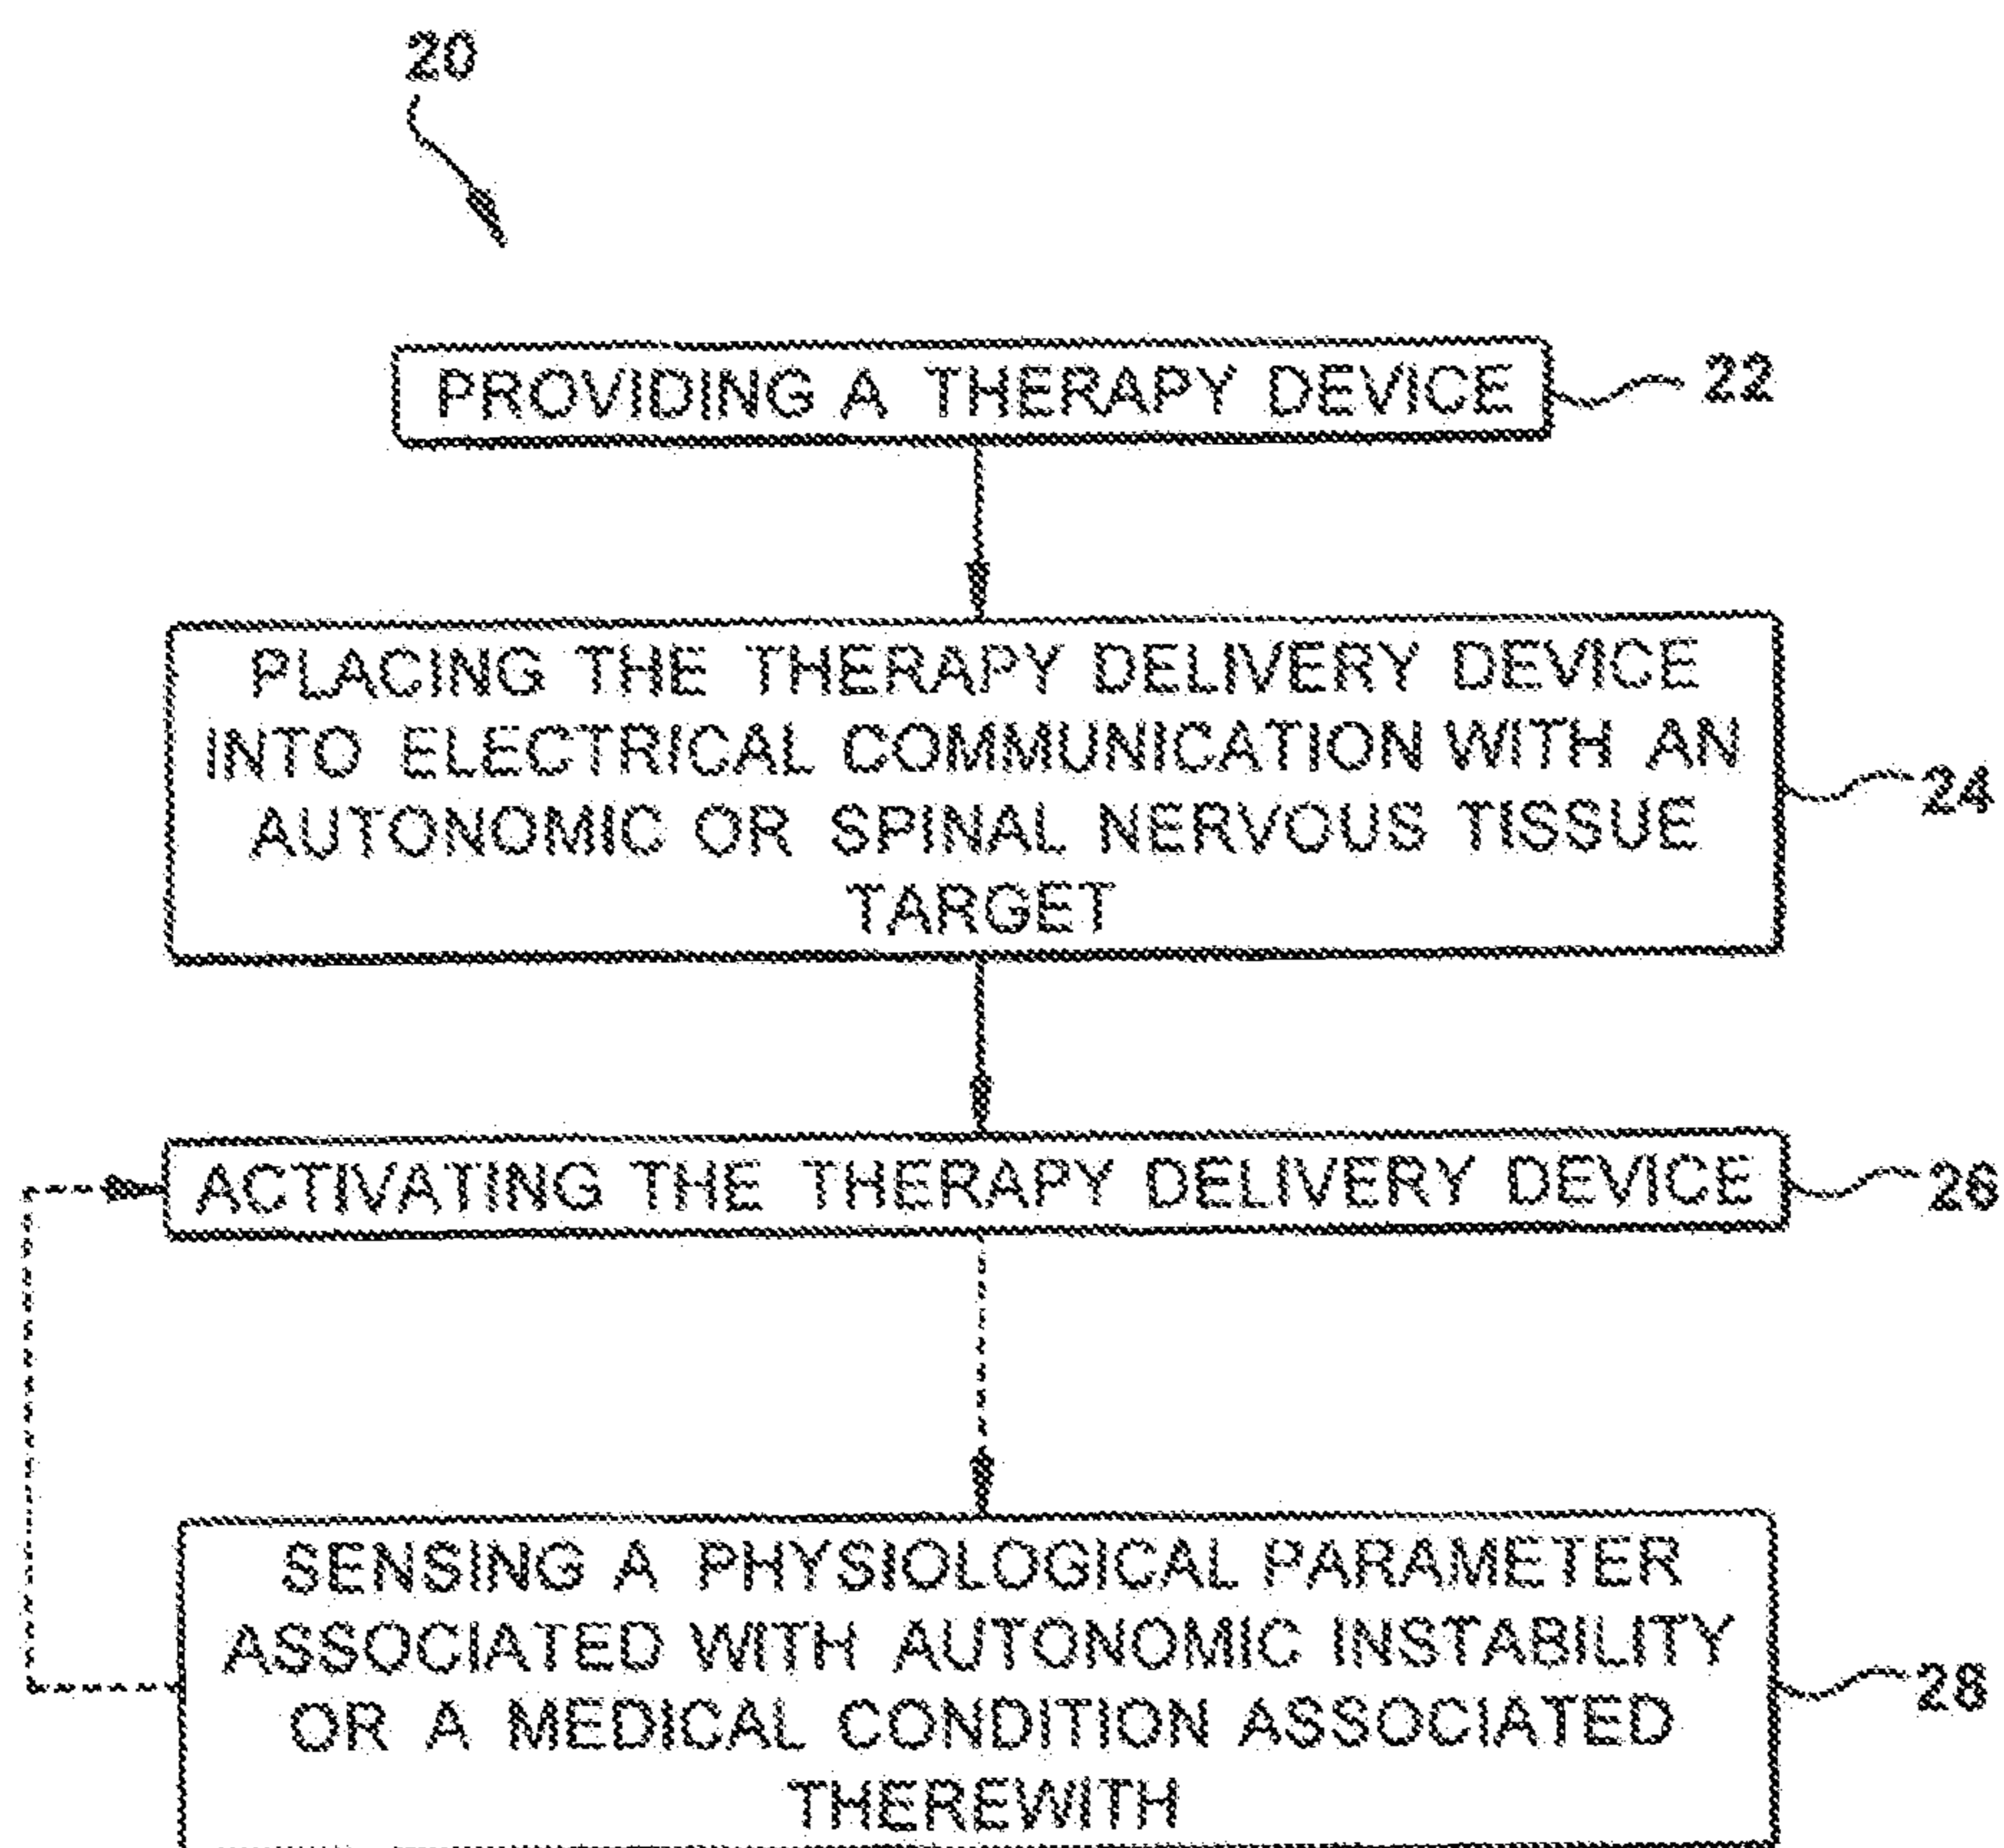 20
PROVIDING A THERAPY DEVICE
22
PLACING THE THERAPY DELIVERY DEVICE
INTO ELECTRICAL COMMUNICATION WITH AN
AUTONOMIC OR SPINAL NERVOUS TISSUE
TARGET
24
ACTIVATING THE THERAPY DELIVERY DEVICE
26
SENSING A PHYSIOLOGICAL PARAMETER
ASSOCIATED WITH AUTONOMIC INSTABILITY
OR A MEDICAL CONDITION ASSOCIATED
THEREWITH
28